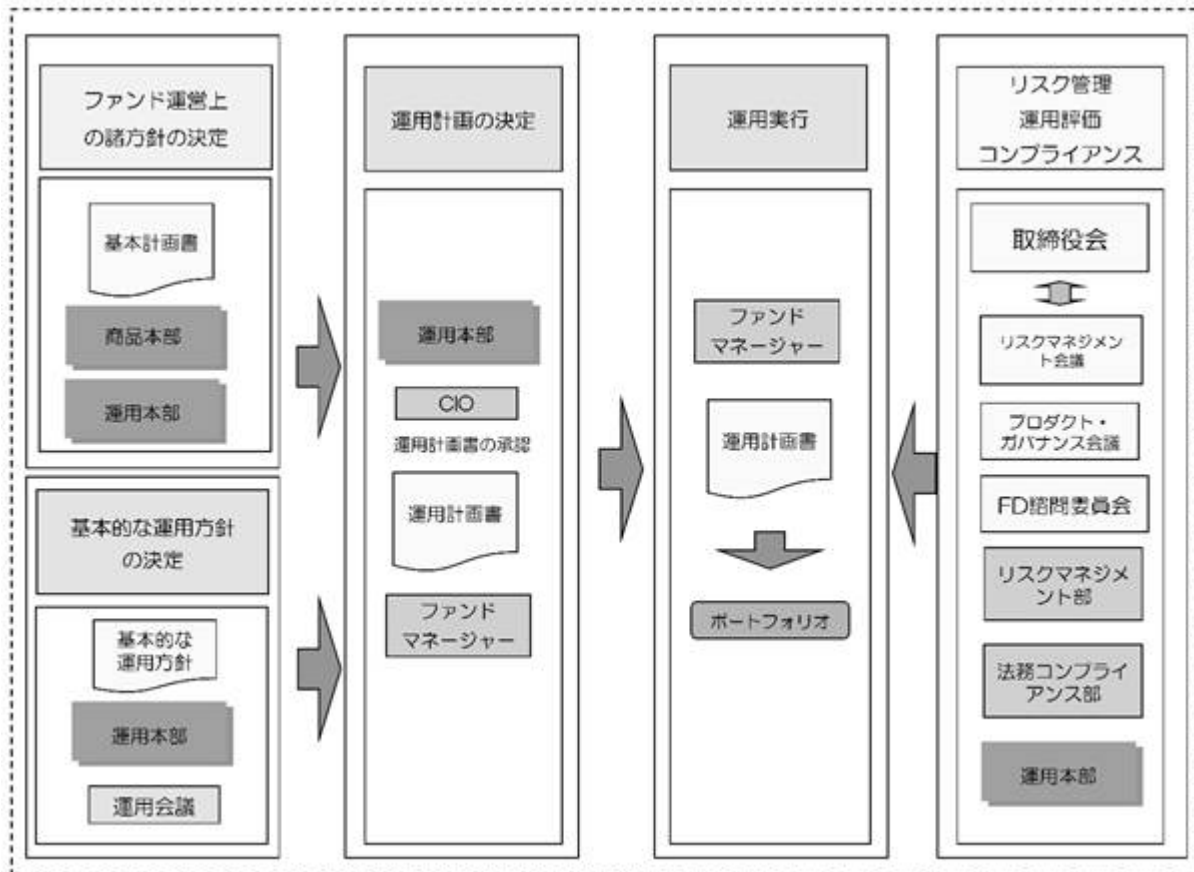 ファンド運営上
の諸方針の決定
基本計画書
商品本部
運用本部
基本的な運用方針
の決定
基本的な
運用方針
運用本部
運用会議
運用計画の決定
運用本部
CIO
運用計画書の承認
運用計画書
ファンド
マネージャー
運用実行
ファンド
マネージャー
運用計画書
ポートフォリオ
リスク管理
運用評価
コンプライアンス
取締役会
リスクマネジメン
ト会議
プロダクト・
ガバナンス会議
FD諮問委員会
リスクマネジメ
ント部
法務コンプライ
アンス部
運用本部